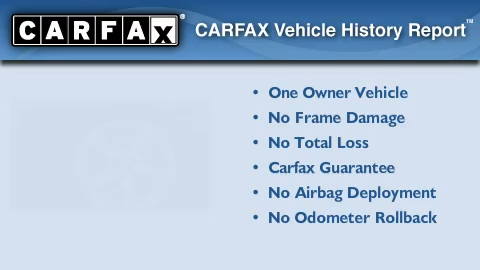 CARFAX® CARFAX Vehicle History Report™
• One Owner Vehicle
• No Frame Damage
• No Total Loss
• Carfax Guarantee
• No Airbag Deployment
• No Odometer Rollback